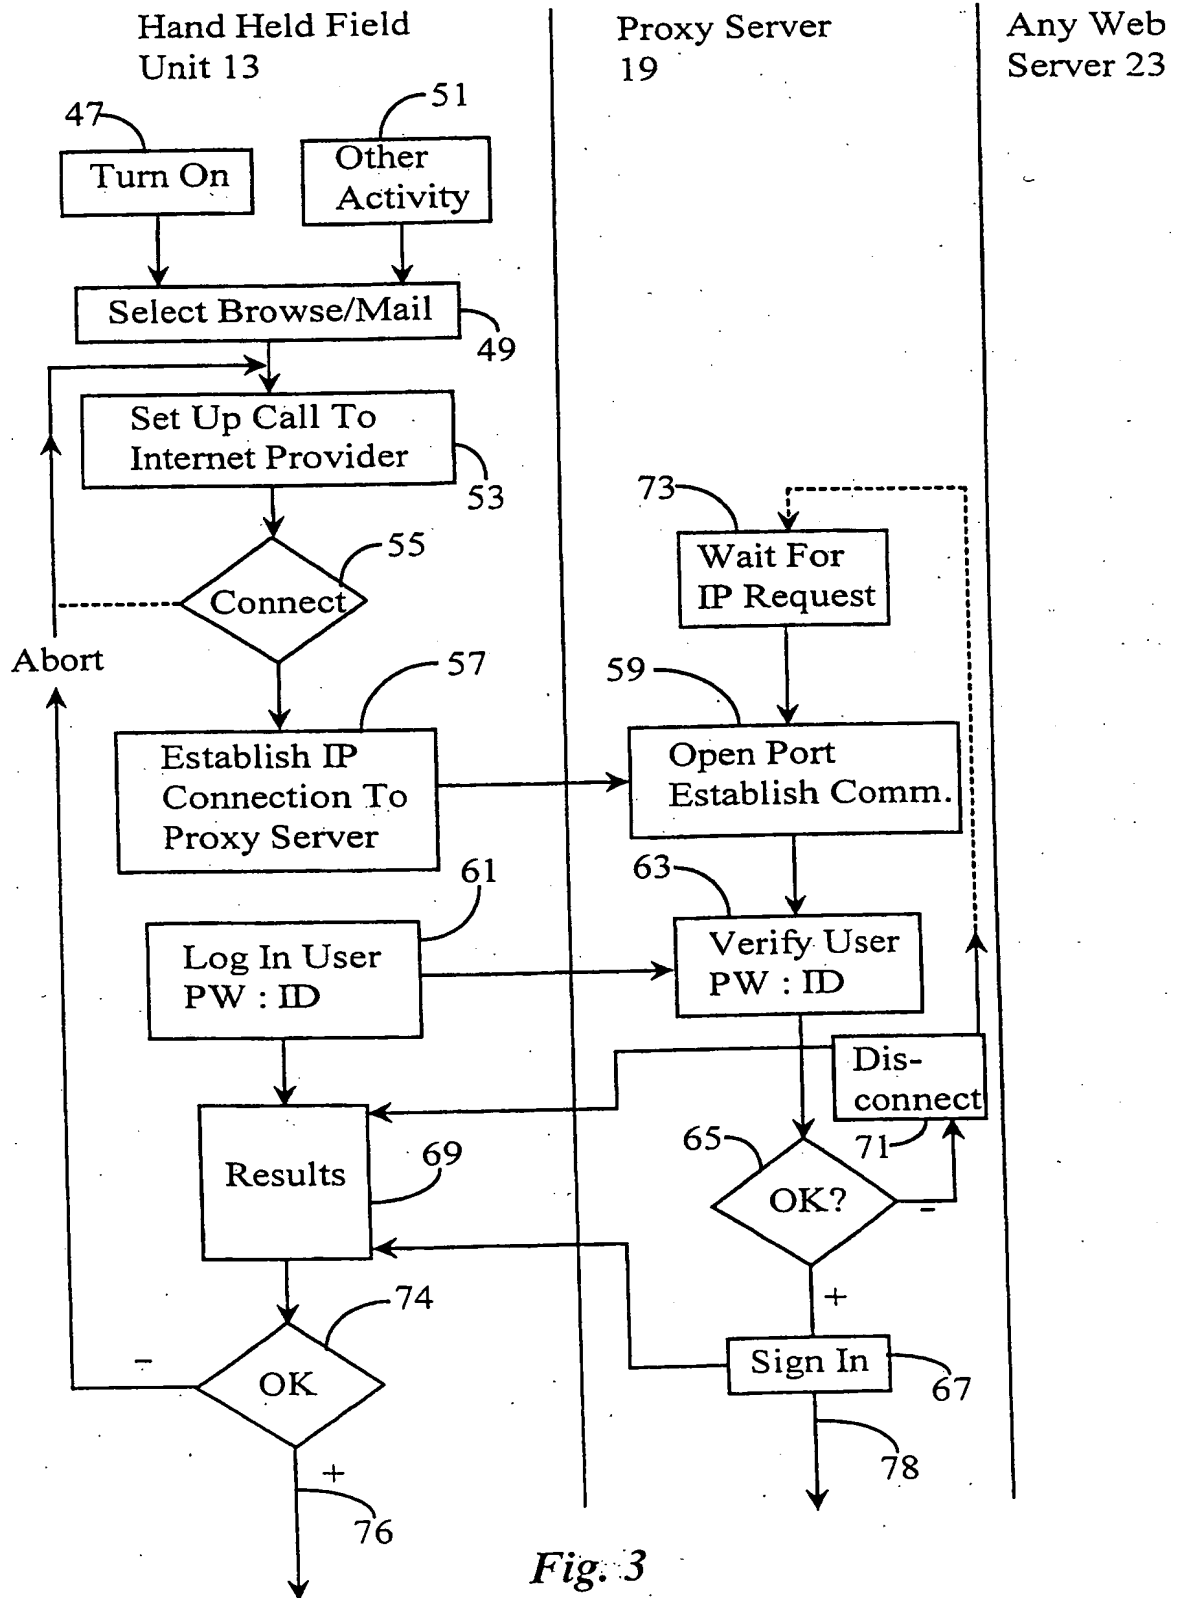 Hand Held Field
Unit 13
Proxy Server
19
Any Web
Server 23
47
51
Turn On
Other
Activity
Select Browse/Mail
49
Set Up Call To
Internet Provider
53
73
55
Wait For
IP Request
Connect
Abort
57
59
Establish IP
Connection To
Proxy Server
Open Port
Establish Comm.
61
63
Log In User
PW : ID
Verify User
PW : ID
Dis-
connect
71
65
69
Results
OK?
-
+
74
Sign In
67
-
OK
78
+
76
Fig. 3